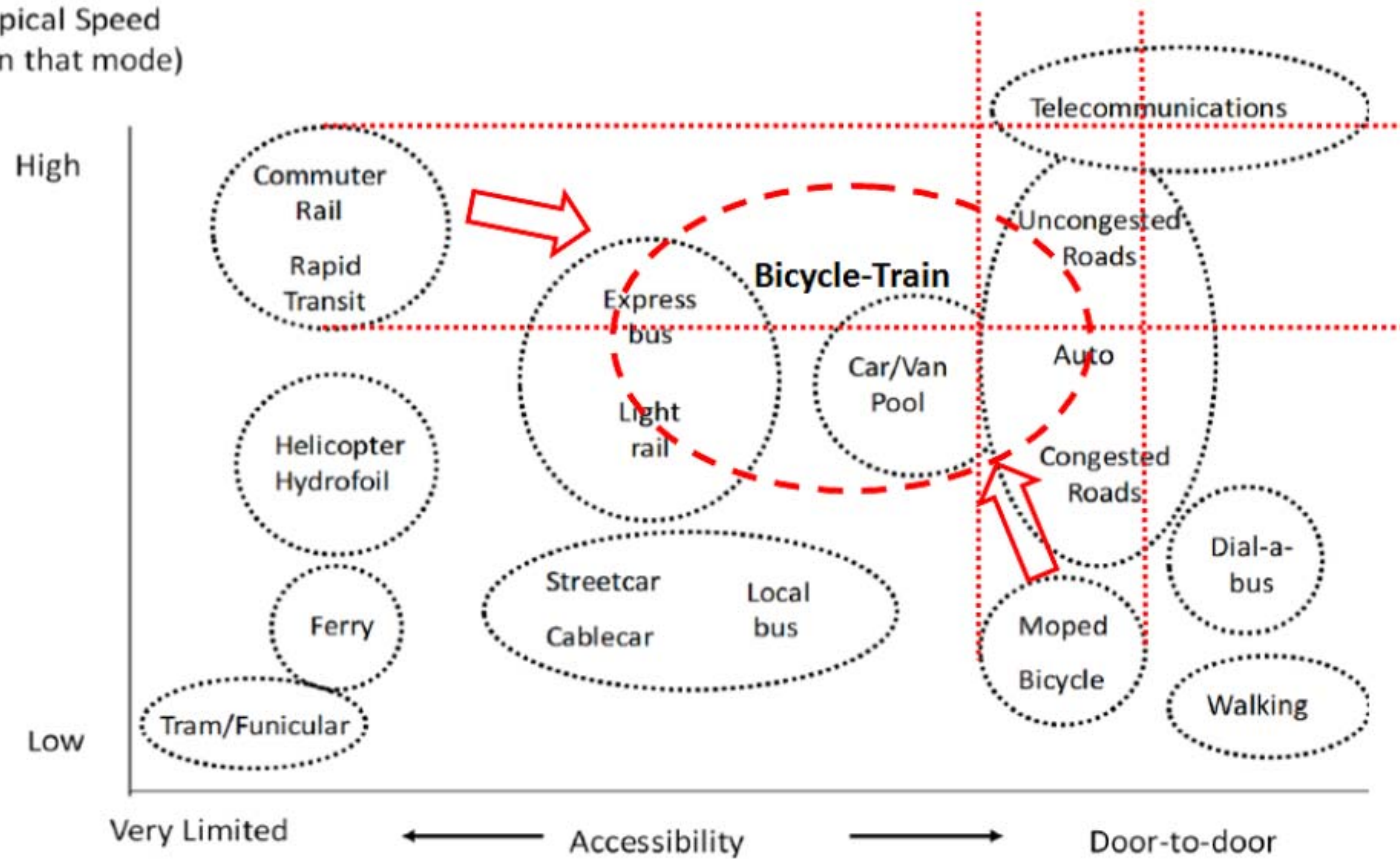 pical Speed
n that mode)
High
Low
Telecommunications
Commuter
Rail
Rapid
Transit
Uncongested
Roads
Bicycle-Train
Express
bus
Light
rail
Car/Van
Pool
Auto
Congested
Roads
Helicopter
Hydrofoil
Dial-a-
bus
Streetcar
Cablecar
Local
bus
Ferry
Moped
Bicycle
Tram/Funicular
Walking
Very Limited
Accessibility
Door-to-door